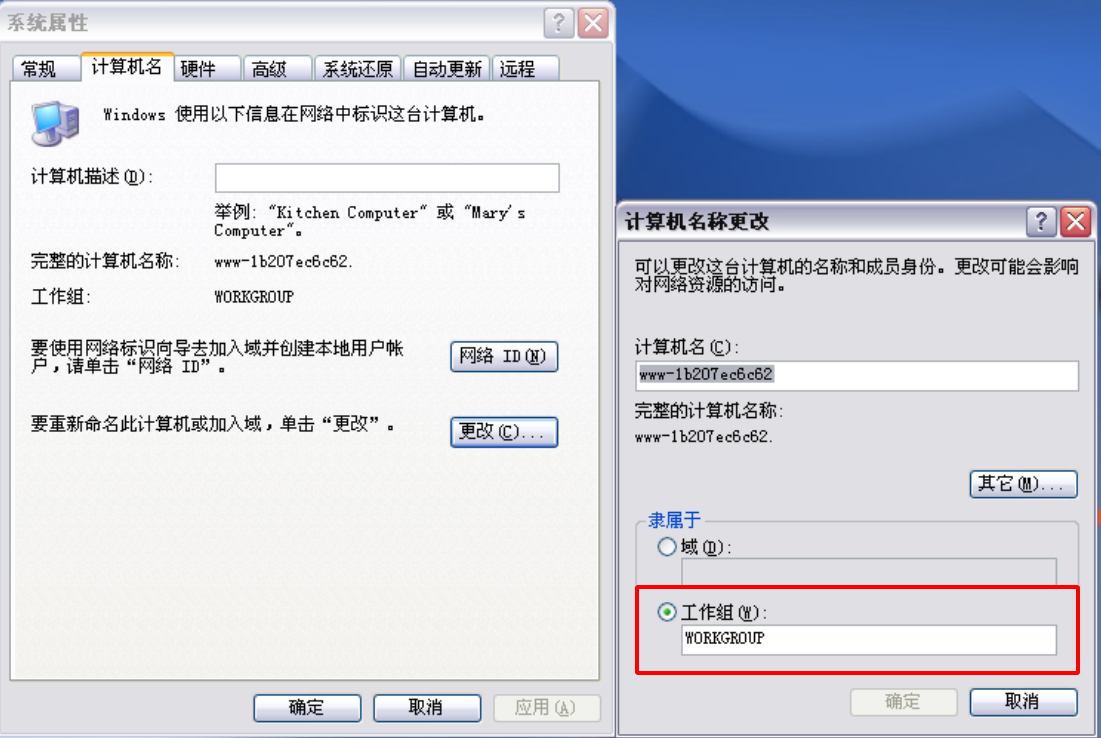 系统属性
常规
计算机名
硬件
高级
系统还原
自动更新
远程
Windows 使用以下信息在网络中标识这台计算机。
计算机描述(D):
举例: "Kitchen Computer" 或 "Mary's
Computer"。
完整的计算机名称:
www-1b207ec6c62.
工作组:
WORKGROUP
要使用网络标识向导去加入域并创建本地用户帐
户，请单击“网络 ID”。
网络 ID(N)
要重新命名此计算机或加入域，单击“更改”。
更改(C)...
确定
取消
应用(A)
计算机名称更改
可以更改这台计算机的名称和成员身份。更改可能会影响
对网络资源的访问。
计算机名(C):
www-1b207ec6c62
完整的计算机名称:
www-1b207ec6c62.
其它(M)...
隶属于
域(D):
工作组(W):
WORKGROUP
确定
取消